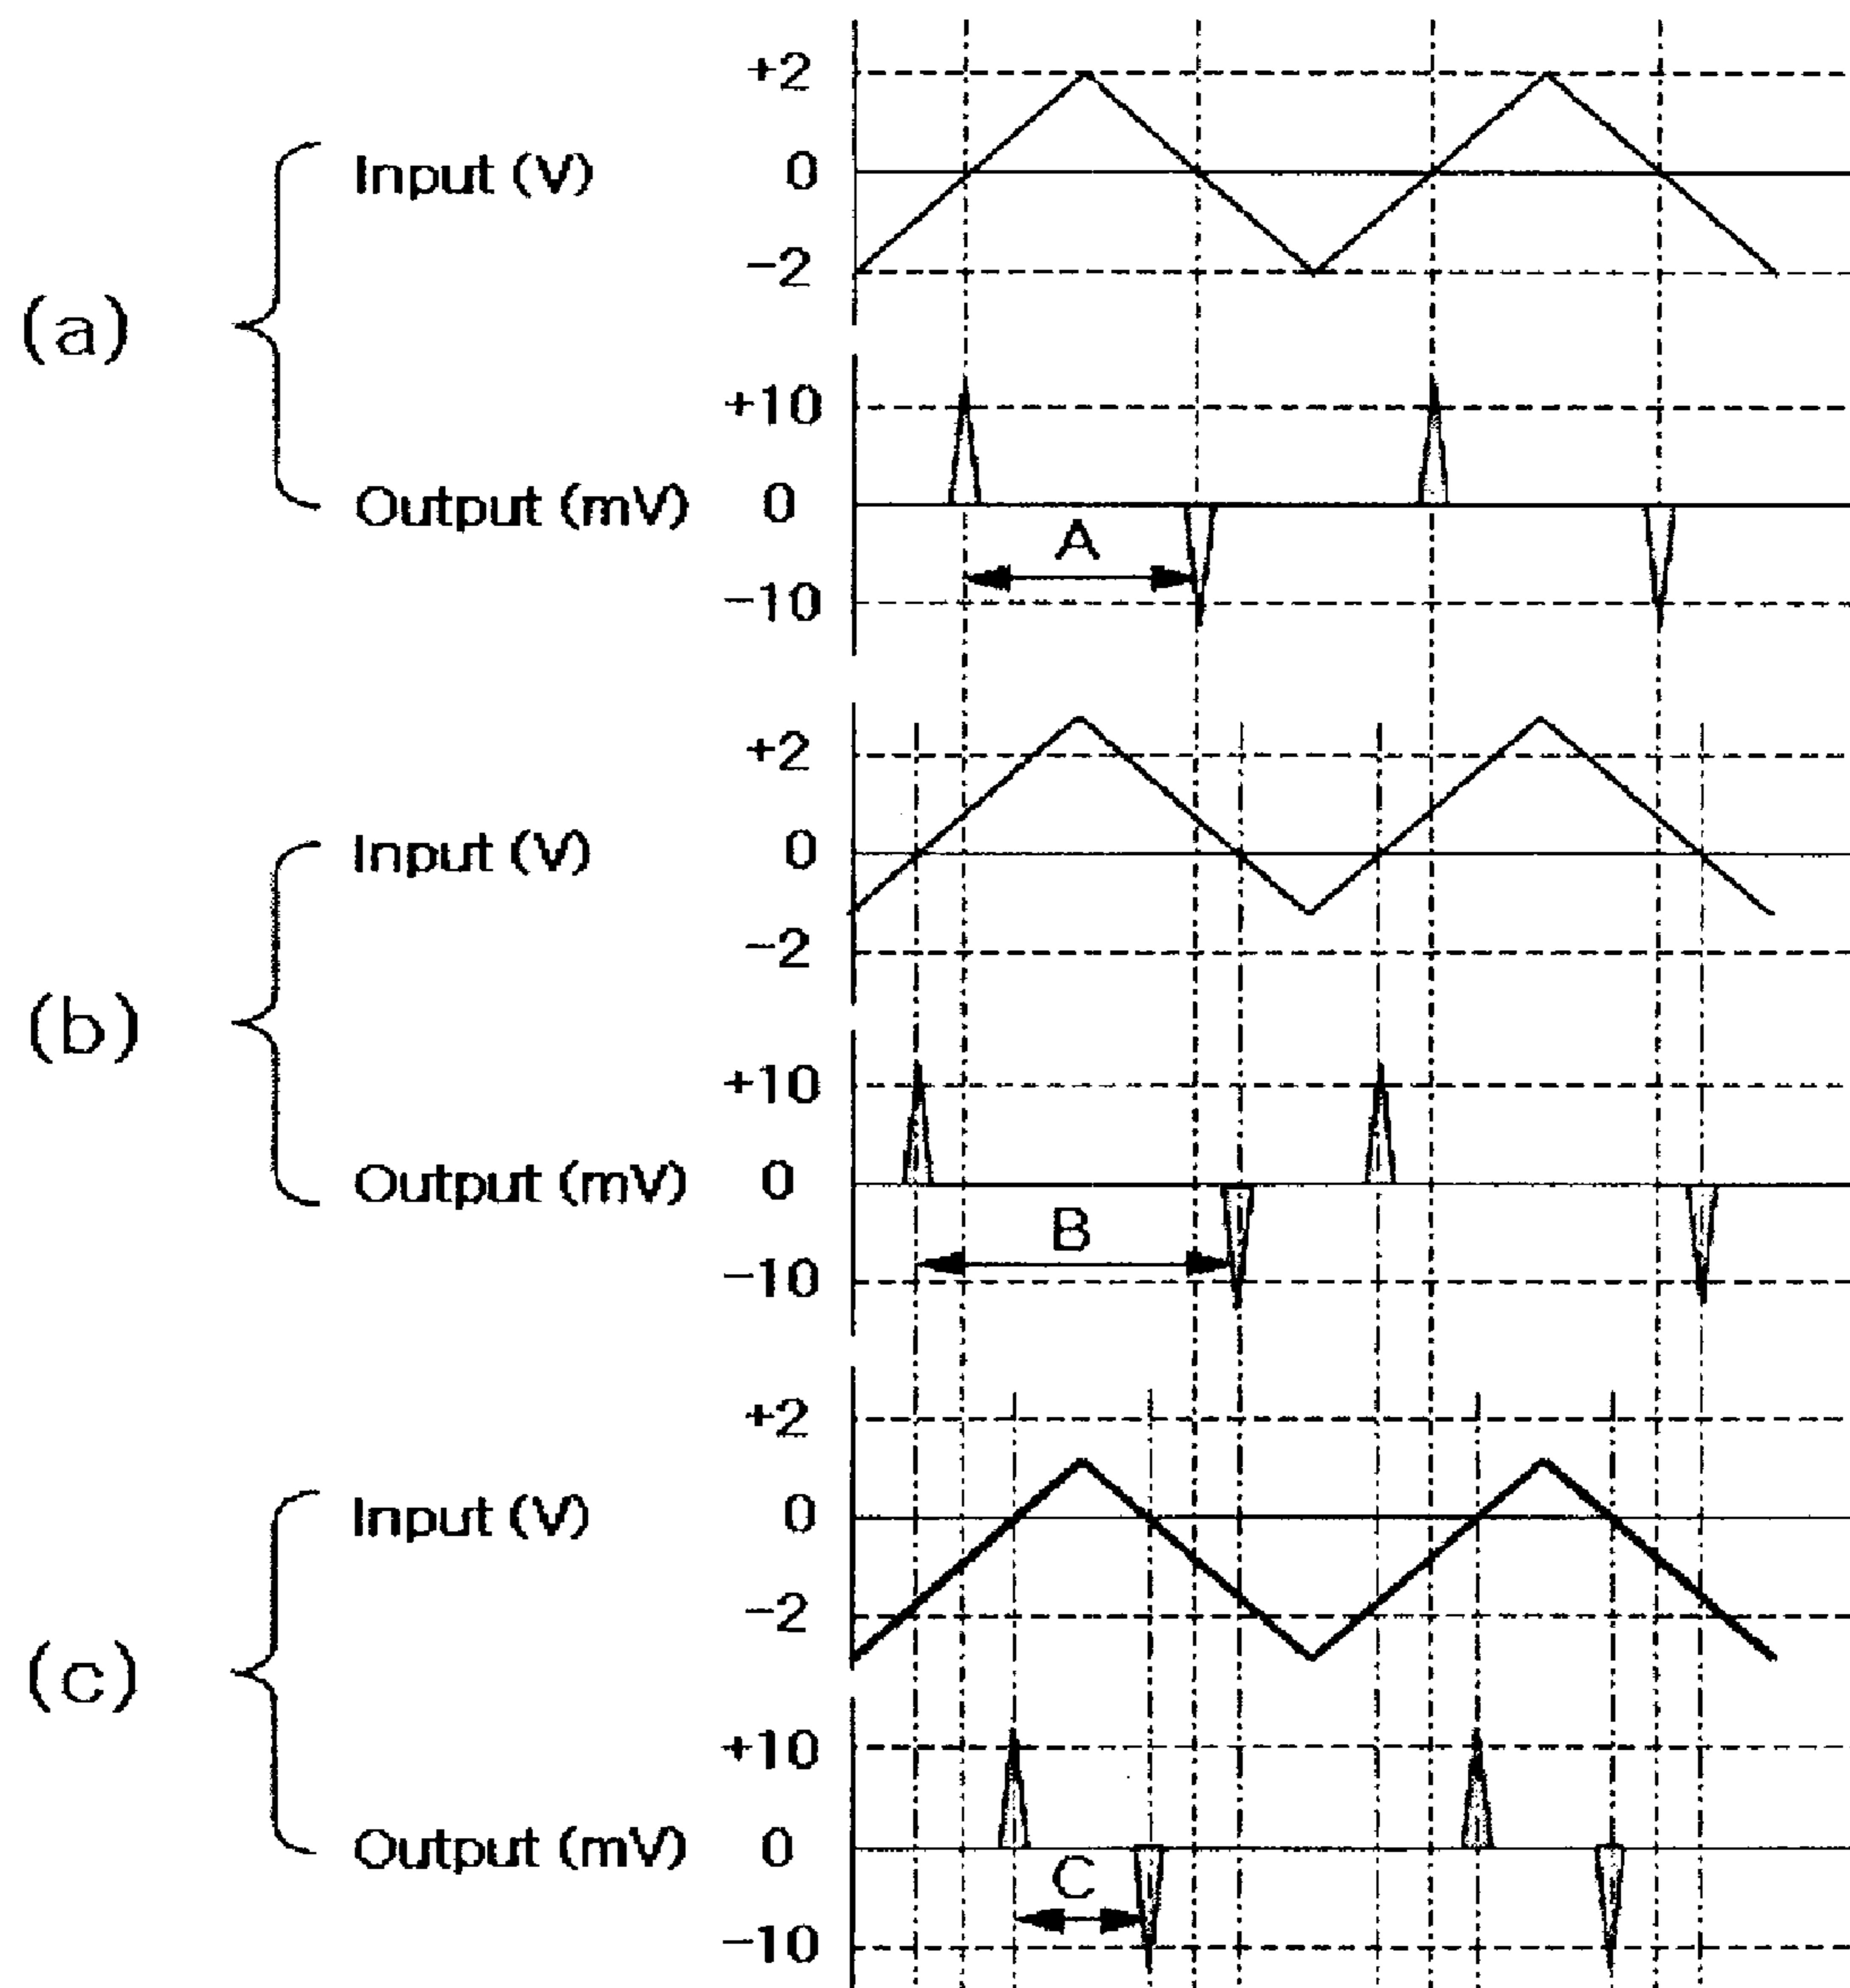 +2
Input (V) 0
−2
(a)
+10
Output (mV) 0
A
−10
+2
Input (V) 0
−2
(b)
+10
Output (mV) 0
B
−10
+2
Input (V) 0
−2
(c)
+10
Output (mV) 0
C
−10